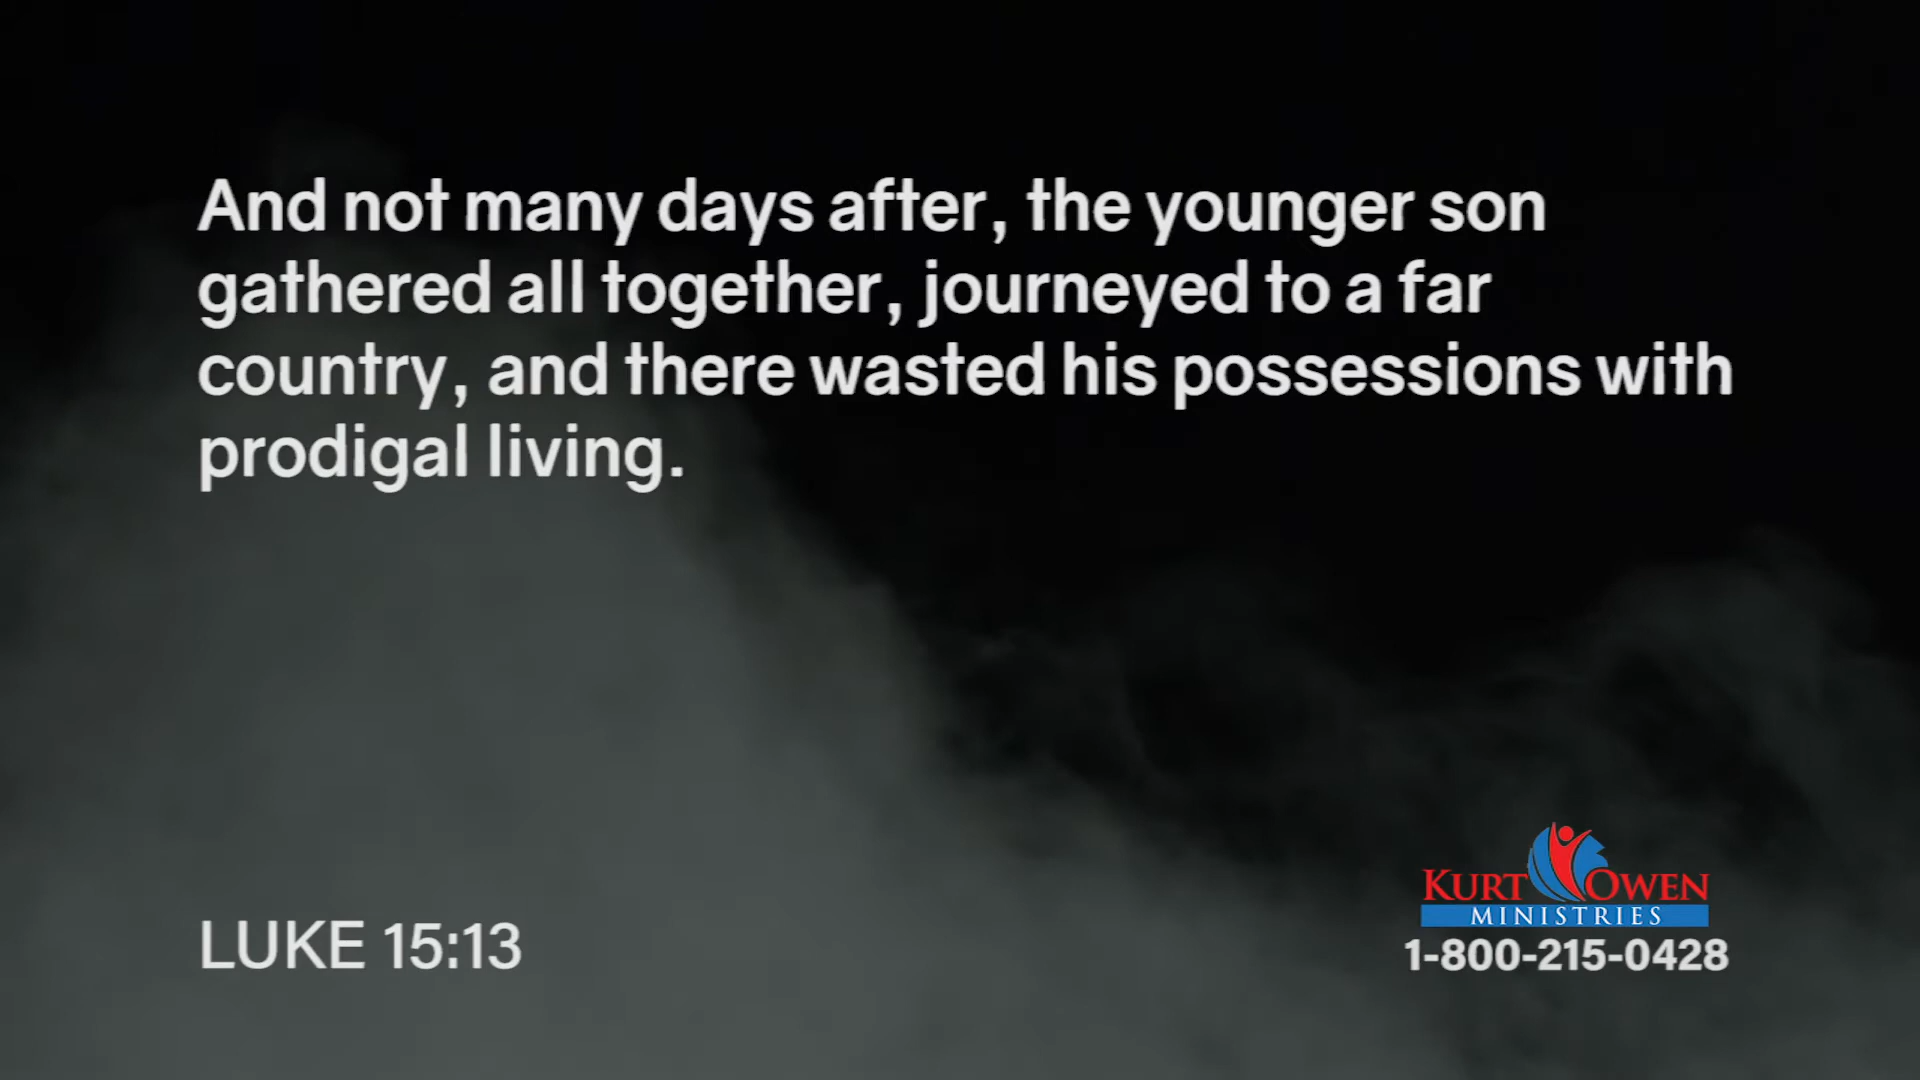 And not many days after, the younger son
gathered all together, journeyed to a far
country, and there wasted his possessions with
prodigal living.
LUKE 15:13
KURT OWEN
MINISTRIES
1-800-215-0428